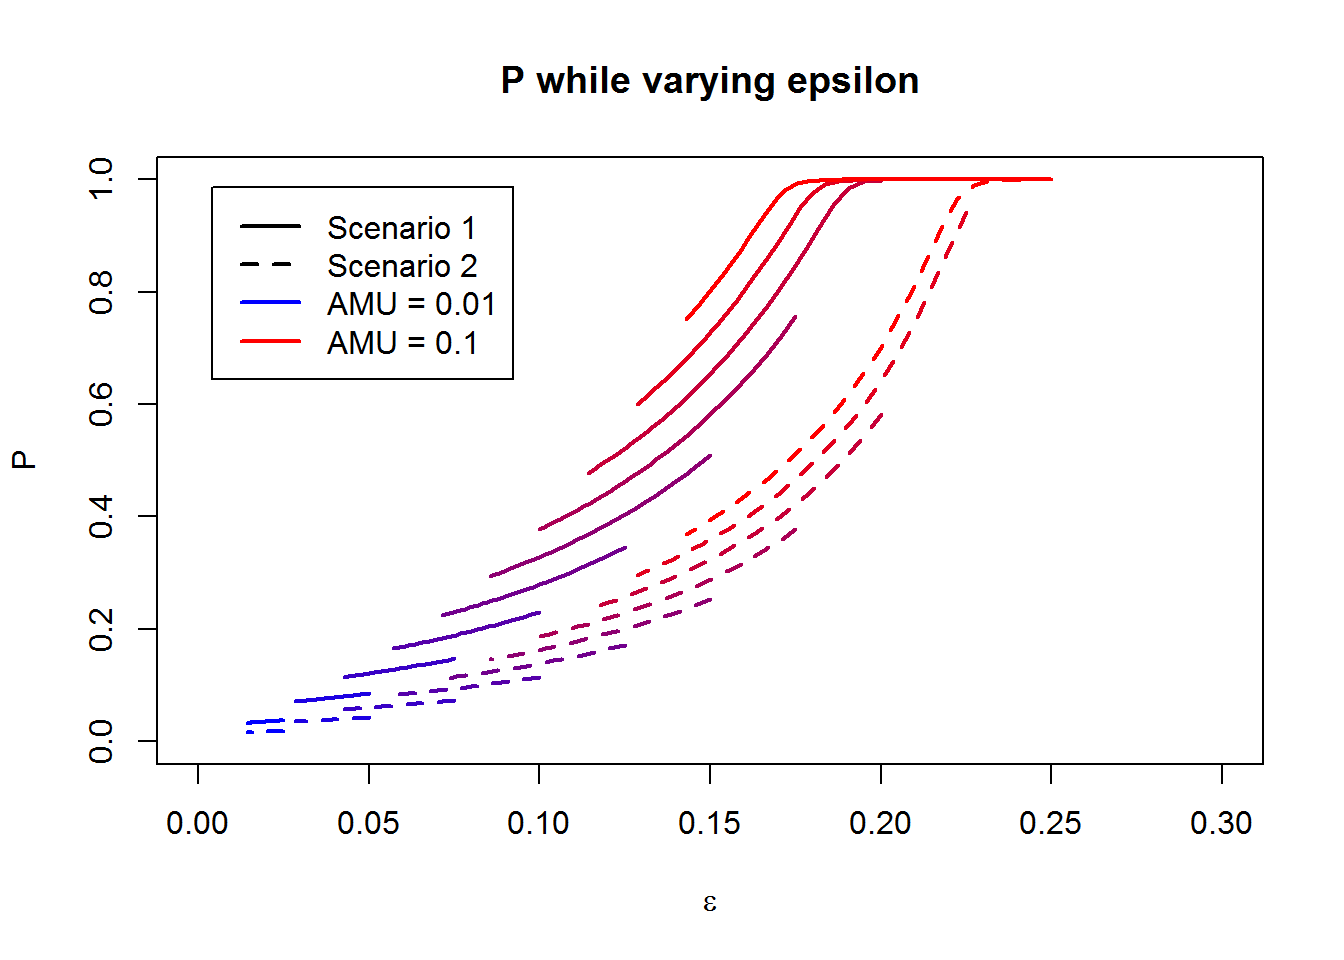 P while varying epsilon
1.0
0.8
0.6
0.4
0.2
0.0
P
Scenario 1
Scenario 2
AMU = 0.01
AMU = 0.1
0.00 0.05 0.10 0.15 0.20 0.25 0.30
ε